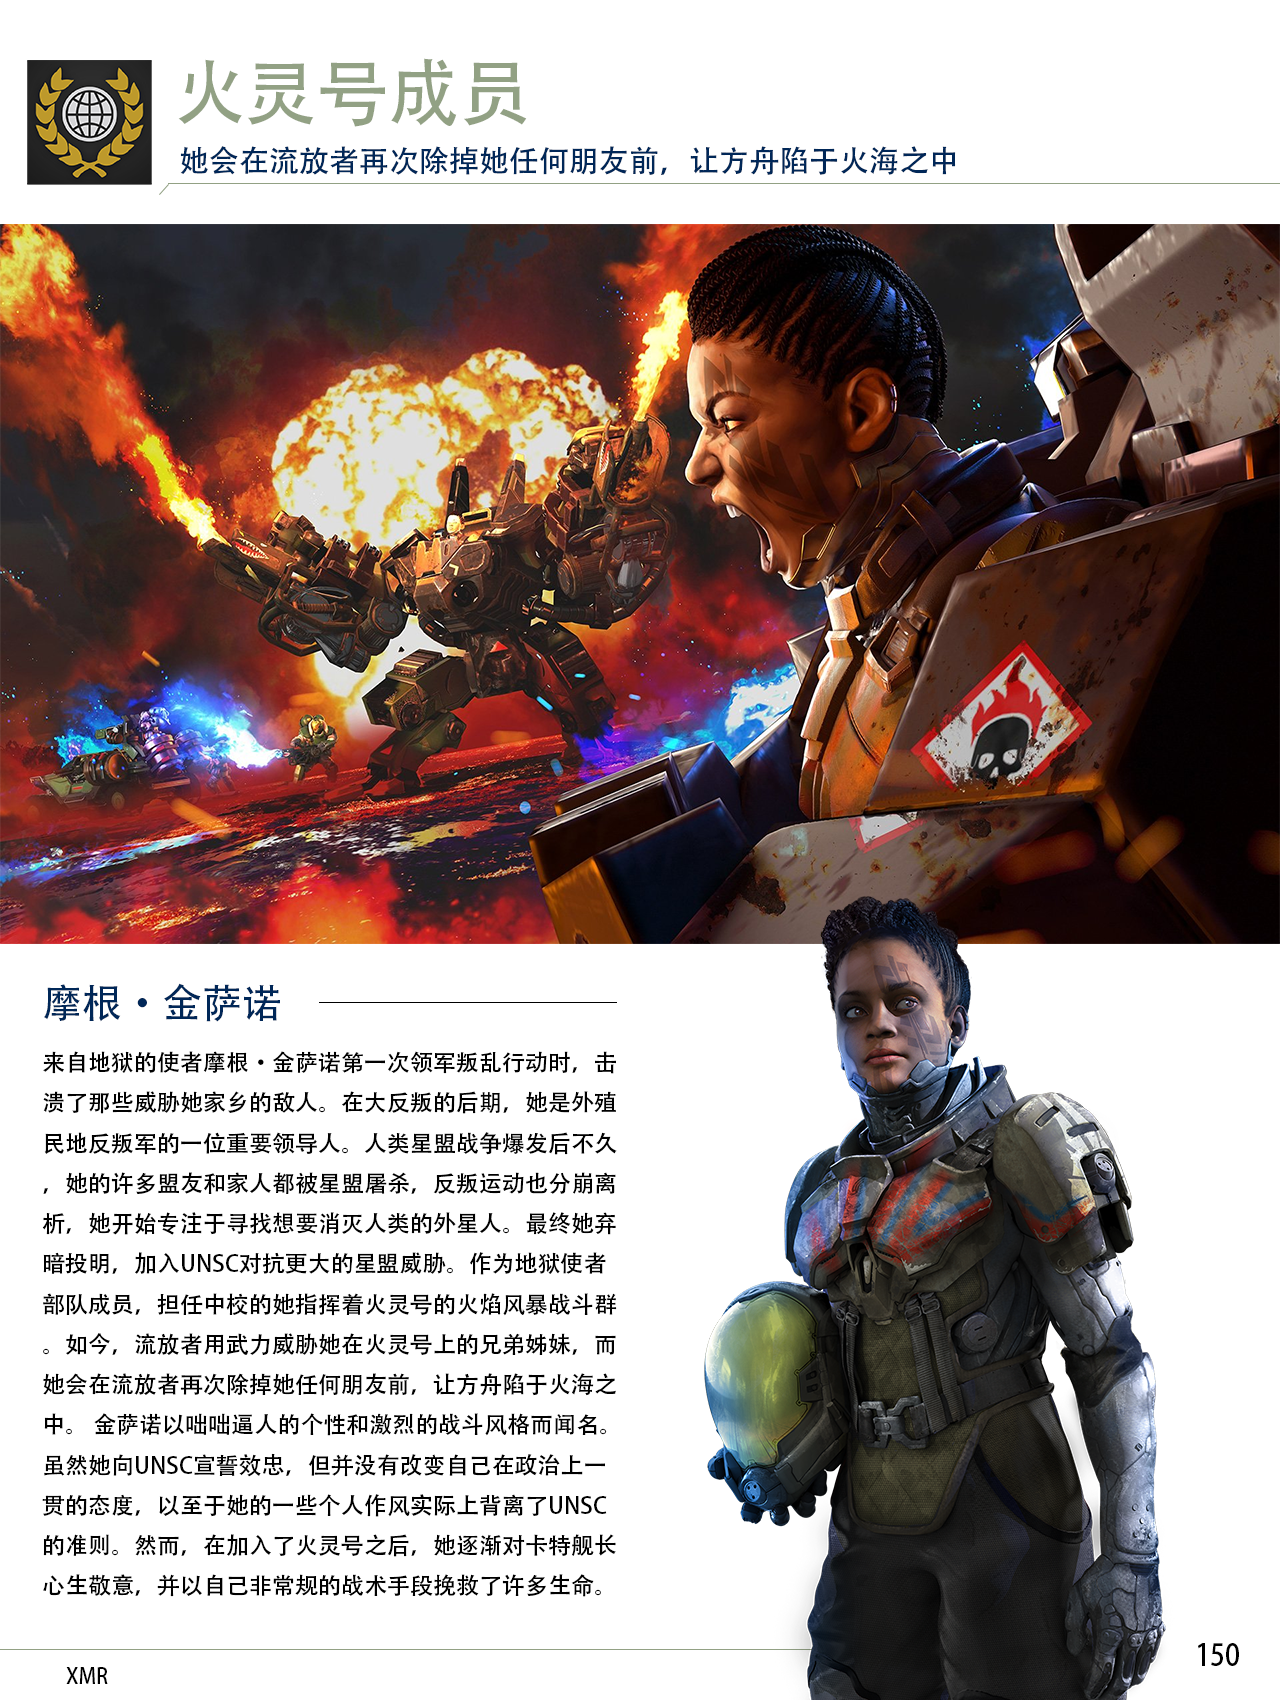 火灵号成员
她会在流放者再次除掉她任何朋友前，让方舟陷于火海之中
摩根·金萨诺
来自地狱的使者摩根·金萨诺第一次领军叛乱行动时，击
溃了那些威胁她家乡的敌人。在大反叛的后期，她是外殖
民地反叛军的一位重要领导人。人类星盟战争爆发后不久
，她的许多盟友和家人都被星盟屠杀，反叛运动也分崩离
析，她开始专注于寻找想要消灭人类的外星人。最终她弃
暗投明，加入UNSC对抗更大的星盟威胁。作为地狱使者
部队成员，担任中校的她指挥着火灵号的火焰风暴战斗群
。如今，流放者用武力威胁她在火灵号上的兄弟姊妹，而
她会在流放者再次除掉她任何朋友前，让方舟陷于火海之
中。 金萨诺以咄咄逼人的个性和激烈的战斗风格而闻名。
虽然她向UNSC宣誓效忠，但并没有改变自己在政治上一
贯的态度，以至于她的一些个人作风实际上背离了UNSC
的准则。然而，在加入了火灵号之后，她逐渐对卡特舰长
心生敬意，并以自己非常规的战术手段挽救了许多生命。
XMR
150